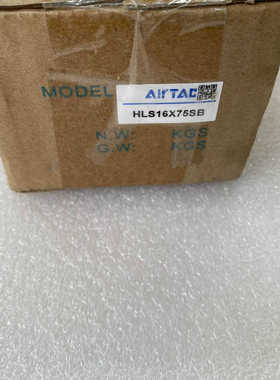 MODEL
AIRTAC
HLS16X75SB
N.W: KGS
G.W: KGS